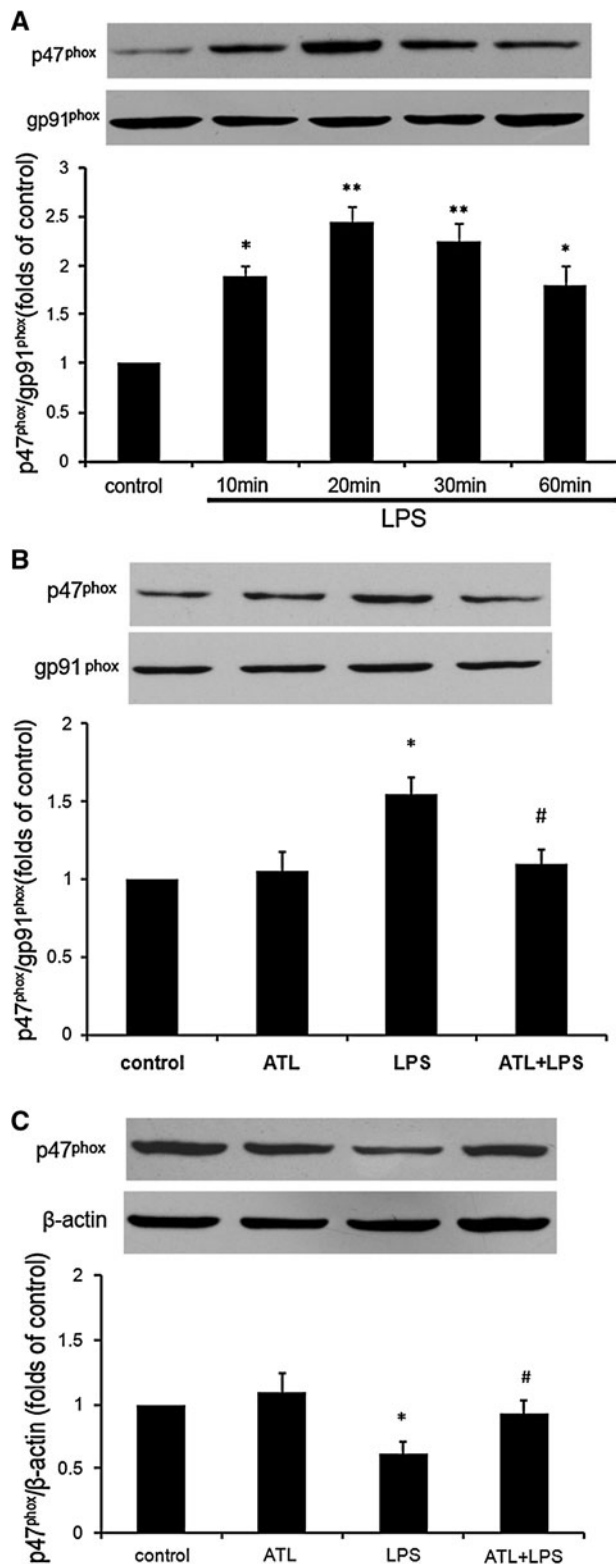 A
p47phox
gp91phox
p47phox/gp91phox(folds of control)
3
2.5
2
1.5
1
0.5
0
* ** ** *
control 10min 20min 30min 60min
LPS
B
p47phox
gp91 phox
p47phox/gp91phox(folds of control)
2
1.5
1
0.5
0
* #
control ATL LPS ATL+LPS
C
p47phox
β-actin
p47phox/β-actin (folds of control)
2
1.5
1
0.5
0
* #
control ATL LPS ATL+LPS